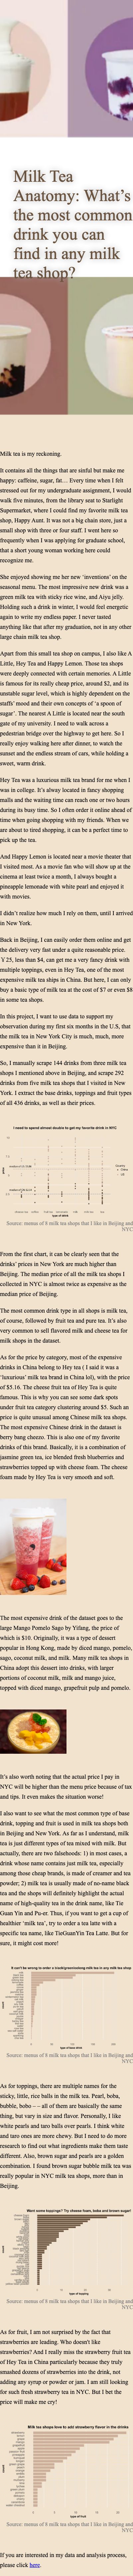 Milk Tea
Anatomy: What's
the most common
drink you can
find in any milk
tea shop?
Milk tea is my reckoning.
It contains all the things that are sinful but make me
happy: caffeine, sugar, fat… Every time when I felt
stressed out for my undergraduate assignment, I would
walk five minutes, from the library seat to Starlight
Supermarket, where I could find my favorite milk tea
shop, Happy Aunt. It was not a big chain store, just a
small booth with three or four staff. I went there so
frequently when I was applying for graduate school,
that a short young woman working here could
recognize me.
She enjoyed showing me her new 'inventions' on the
seasonal menu. The most impressive new drink was a
green milk tea with sticky rice wine, and Aiyu jelly.
Holding such a drink in winter, I would feel energetic
again to write my endless paper. I never tasted
anything like that after my graduation, not in any other
large chain milk tea shop.
Apart from this small tea shop on campus, I also like A
Little, Hey Tea and Happy Lemon. Those tea shops
were deeply connected with certain memories. A Little
is famous for its really cheap price, around $2, and its
unstable sugar level, which is highly dependent on the
staffs' mood and their own concepts of 'a spoon of
sugar'. The nearest A Little is located near the south
gate of my university. I need to walk across a
pedestrian bridge over the highway to get here. So I
really enjoy walking here after dinner, to watch the
sunset and the endless stream of cars, while holding a
sweet, warm drink.
Hey Tea was a luxurious milk tea brand for me when I
was in college. It's alway located in fancy shopping
malls and the waiting time can reach one or two hours
during its busy time. So I like to order it ahead of
time when going shopping with my friends. When we
are about to tired shopping, it can be just ready to
pick up the tea.
And Happy Lemon is located near a movie theater that
I visited most in Beijing. As a movie buff who will show up in the
cinema at least twice a month, I always bought a
pineapple lemonade with white pearl and enjoyed it
with movies.
I didn't realize how much I rely on them, until I arrived
in New York.
Back in Beijing, I can easily order them online and get
the delivery very fast under a quite reasonable price.
Y 25, less than $4, can get me a very fancy drink with
multiple toppings, even in Hey Tea, one of the most
expensive milk tea shops in China. But here, I can only
buy a basic type of milk tea at the cost of $7 or even $8
in some tea shops.
In this project, I want to use data to support my
observation during my first six months in the U.S, that
the milk tea in New York City is much, much, more
expensive than it in Beijing.
So, I manually scrape 144 drinks from three milk tea
shops I mentioned above in Beijing, and scrape 292
drinks from five milk tea shops that I visited in New
York. I extract the base drinks, toppings and fruit types
of all 436 drinks, as well as their prices.
I need to spend almost double to get my favorite drink in NYC
Source: menus of 8 milk tea shops that I like in Beijing and
NYC
From the first chart, it can be clearly seen that the
drinks' prices in New York are much higher than
Beijing. The median price of all the milk tea shops I
collected in NYC is almost twice as expensive as the
median price of Beijing.
The most common drink type in all shops is milk tea,
of course, followed by fruit tea and then coffee. It's also
very common to sell flavored milk and cheese tea for
milk shops in the dataset.
As for the price by category, most of the expensive
drinks in China belong to Hey tea ( I said it was a
'luxurious' milk tea brand in China lol), with the price
of $5.16. The cheese fruit tea of Hey Tea is quite
famous. This is why you can see some dark spots
under fruit tea category clustering around $5. Such a
price is quite unusual among Chinese milk tea shops.
The most expensive Chinese drink in the dataset is
berry bang cheezo. This is also one of my favorite
drinks of this brand. Basically, it is a combination of
jasmine green tea, ice blended fresh blueberries and
strawberries topped up with cheese foam. The cheese
foam made by Hey Tea is very smooth and soft.
The most expensive drink of the dataset goes to the
large Mango Pomelo Sago by Yifang, the price of
which is $10. Originally, it was a type of dessert
popular in Hong Kong, made by diced mango, pomelo,
sago, coconut milk, and milk. Many milk tea shops in
China adopt this dessert into drinks, with larger
portions of coconut milk, milk and mango juice,
topped with diced mango, grapefruit pulp and pomelo.
It's also worth noting that the actual price I pay in
NYC will be higher than the menu price because of tax
and tips. It even makes the situation worse!
I also want to see what the most common type of base
drink, topping and fruit is used in milk tea shops both
in Beijing and New York. As far as I understand, milk
tea is just different types of tea mixed with milk. But
actually, there are two falseisons: 1) in most cases, a
drink whose name contains just milk tea, especially
among those cheap brands, is made of creamer and tea
powder; 2) milk tea is usually made of some black tea
and the shops will definitely highlight the actual
name of high-quality tea in the drink name, like Tie
Guan Yin and Pu-er. Thus, if you want to get a cup of
healthier 'milk tea', try to order a tea latte with a
specific tea name, like TieGuanYin Tea Latte. But for
sure, it might cost more!
It can't be wrong to order a traditional/oolong milk tea in any milk tea shop
Source: menus of 8 milk tea shops that I like in Beijing and
NYC
As for toppings, there are multiple names for the
sticky, little, rice balls in the milk tea. Pearl, boba,
bubble, boba —— all of them are basically the same
thing, but vary in size and flavor. Personally, I prefer
white pearls and boba over pearls. I think white and
and ten boxes are more chewy. But I need to do more
research to find out what ingredients make them taste
different. Also, brown sugar and bubble milk tea was
combination. I found brown sugar bobble milk tea was
really popular in NYC milk tea shops, more than in
Beijing.
Want some toppings? Try cheese foam, boba and brown sugar!
Source: menus of 8 milk tea shops that I like in Beijing and
NYC
As for fruit, I am not surprised by the fact that
strawberries are leading. Who doesn't like
strawberries? And I really miss the strawberry fruit tea
of Hey Tea in China particularly because they truly
smashed dozens of strawberries into the drink, not
adding any syrup or powder or jam. I am still looking
for such fresh strawberry tea in NYC. But I bet the
price will make me cry!
Milk tea shops love to add strawberry flavor in the drinks
Source: menus of 8 milk tea shops that I like in Beijing and
NYC
If you are interested in my data and analysis process,
please click here.